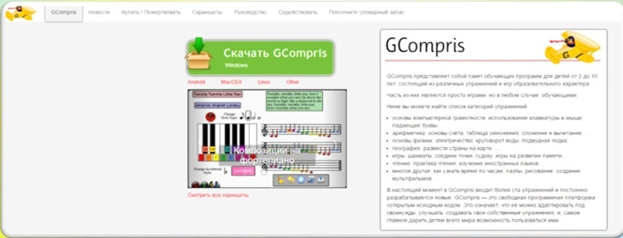 GCompris
Новости
Купить / Пожертвовать
Скриншоты
Руководство
Содействовать
Пополните словарный запас
Скачать GCompris
Windows
Android
MacOSX
Linux
Other
Twinkle Twinkle Little Star
America: English Lullaby
Композиции на
фортепиано
Смотреть все скриншоты
GCompris
GCompris представляет собой пакет обучающих программ для детей от 2 до 10
лет, состоящий из различных упражнений и игр образовательного характера.
Часть из них являются просто играми, но в любом случае, обучающими.
Ниже вы можете найти список категорий упражнений
основы компьютерной грамотности: использование клавиатуры и мыши,
падающие буквы
арифметика: основы счёта, таблица умножения, сложение и вычитание, ...
основы физики: электричество, круговорот воды, подводная лодка;
география: развести страны на карте. ...
игры: шахматы, соедини точки, судоку, игры на развитие памяти;
чтение: практика чтения, изучение иностранных языков
многое другое: как узнать время по часам, пазлы, рисование, создание
мультфильмов.
В настоящий момент в GCompris входит более ста упражнений и постоянно
разрабатываются новые. GCompris — это свободная программная платформа
с открытым исходным кодом. Это означает, что её можно адаптировать под
свои нужды, улучшать, создавать свои собственные упражнения, и, самое
главное дарить детям всего мира возможность пользоваться ими